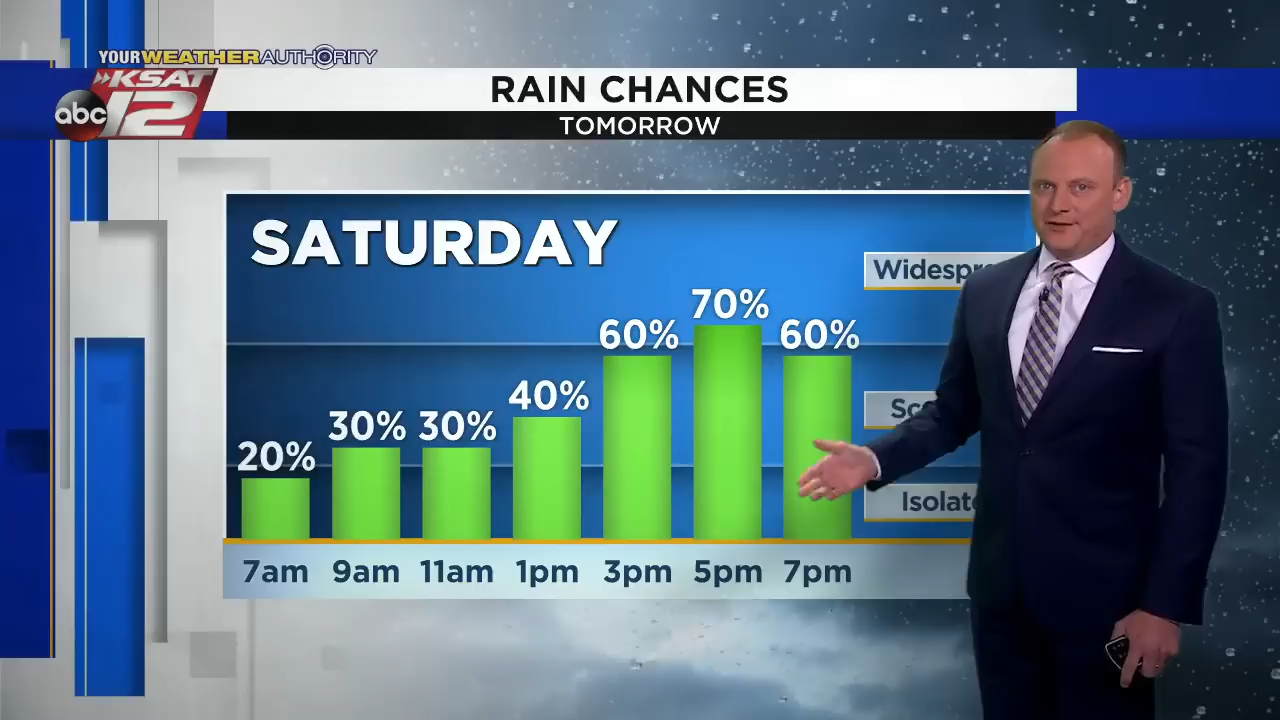 YOUR WEATHER AUTHORITY
KSAT
abc 12
RAIN CHANCES
TOMORROW
SATURDAY
20% 30% 30% 40% 60% 70% 60%
7am 9am 11am 1pm 3pm 5pm 7pm